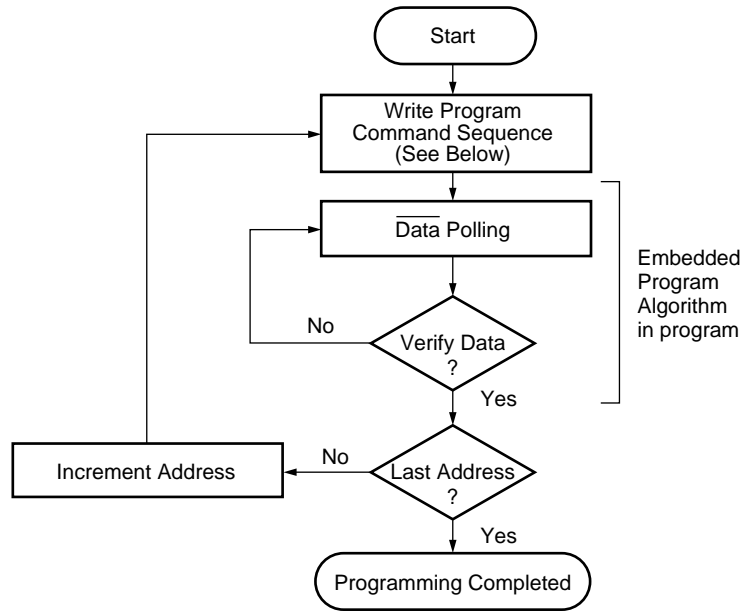 Start
Write Program
Command Sequence
(See Below)
Data Polling
Embedded
Program
Algorithm
in program
No
Verify Data
?
Yes
Increment Address
No
Last Address
?
Yes
Programming Completed